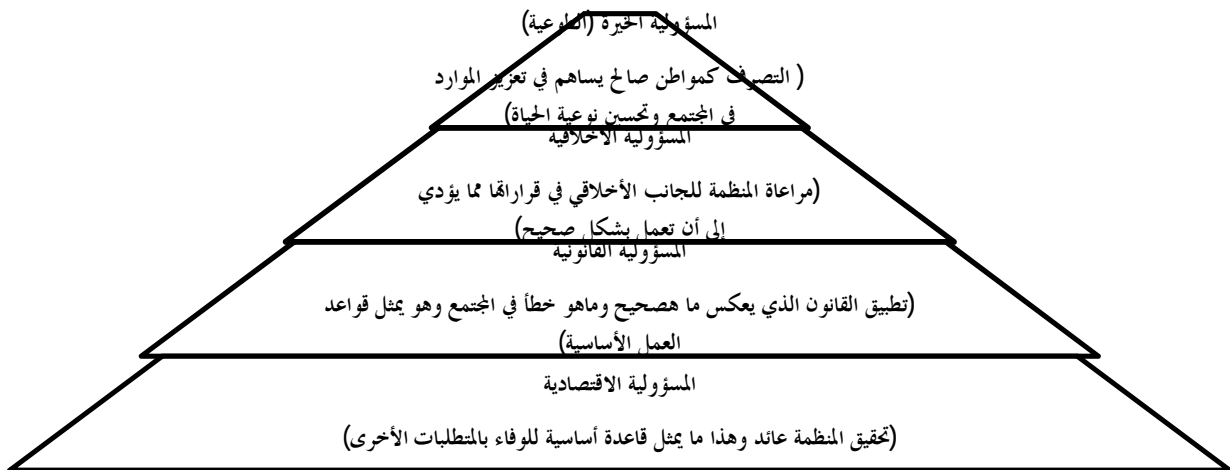 المسؤولية الخيرة (الطوعية)
( التصرف كمواطن صالح يساهم في تعزيز الموارد
في المجتمع وتحسين نوعية الحياة)
المسؤولية الأخلاقية
(مراعاة المنظمة للجانب الأخلاقي في قراراتها مما يؤدي
إلى أن تعمل بشكل صحيح)
المسؤولية القانونية
(تطبيق القانون الذي يعكس ما هصحيح وماهو خطأ في المجتمع وهو يمثل قواعد
العمل الأساسية)
المسؤولية الاقتصادية
(تحقيق المنظمة عائد وهذا ما يمثل قاعدة أساسية للوفاء بالمتطلبات الأخرى)